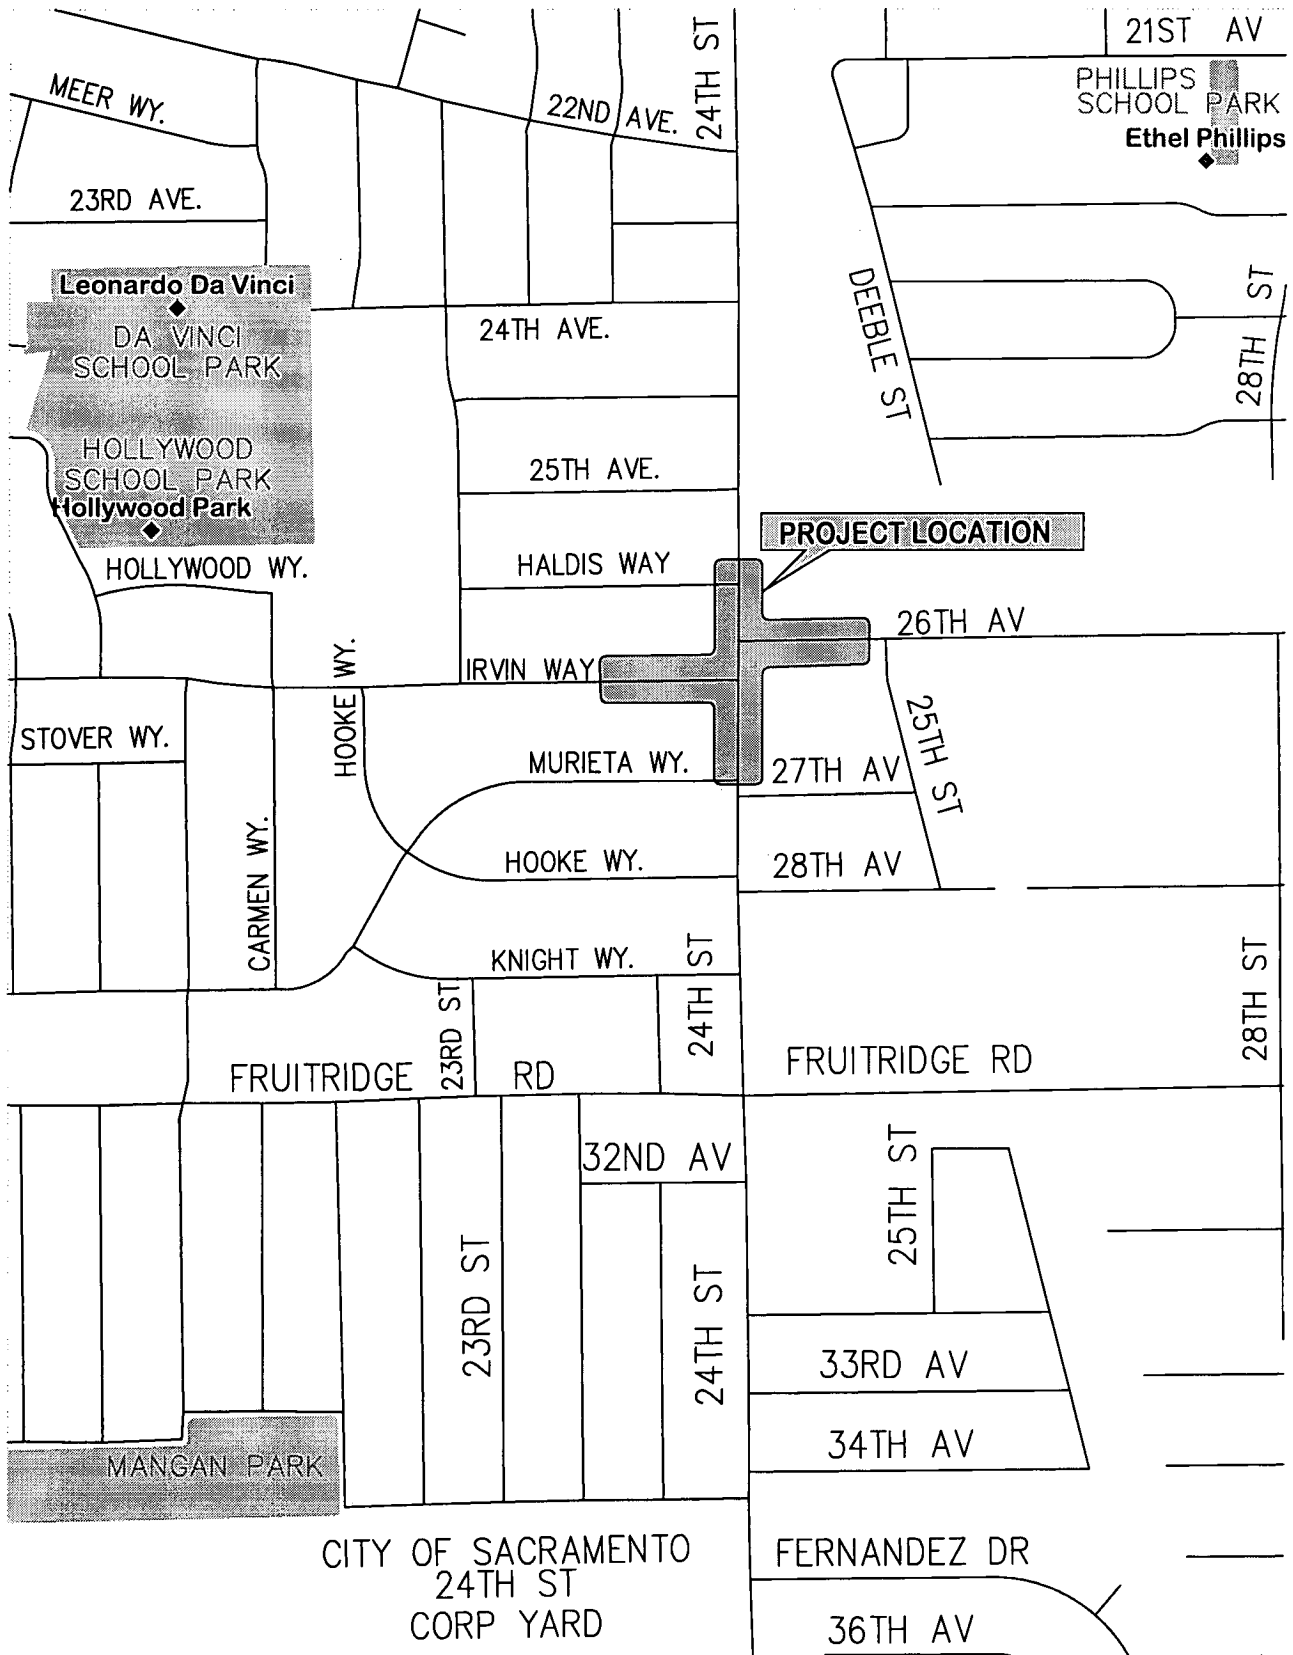 21ST AV
24TH ST
PHILLIPS
SCHOOL PARK
Ethel Phillips
MEER WY.
22ND AVE.
23RD AVE.
Leonardo Da Vinci
DA VINCI
SCHOOL PARK
24TH AVE.
DEEBLE ST
28TH ST
HOLLYWOOD
SCHOOL PARK
Hollywood Park
25TH AVE.
PROJECT LOCATION
HOLLYWOOD WY.
HALDIS WAY
26TH AV
HOOKE WY.
IRVIN WAY
STOVER WY.
25TH ST
MURIETA WY.
27TH AV
CARMEN WY.
HOOKE WY.
28TH AV
KNIGHT WY.
24TH ST
28TH ST
23RD ST
FRUITRIDGE RD
FRUITRIDGE RD
32ND AV
25TH ST
23RD ST
24TH ST
33RD AV
34TH AV
MANGAN PARK
CITY OF SACRAMENTO
24TH ST
CORP YARD
FERNANDEZ DR
36TH AV